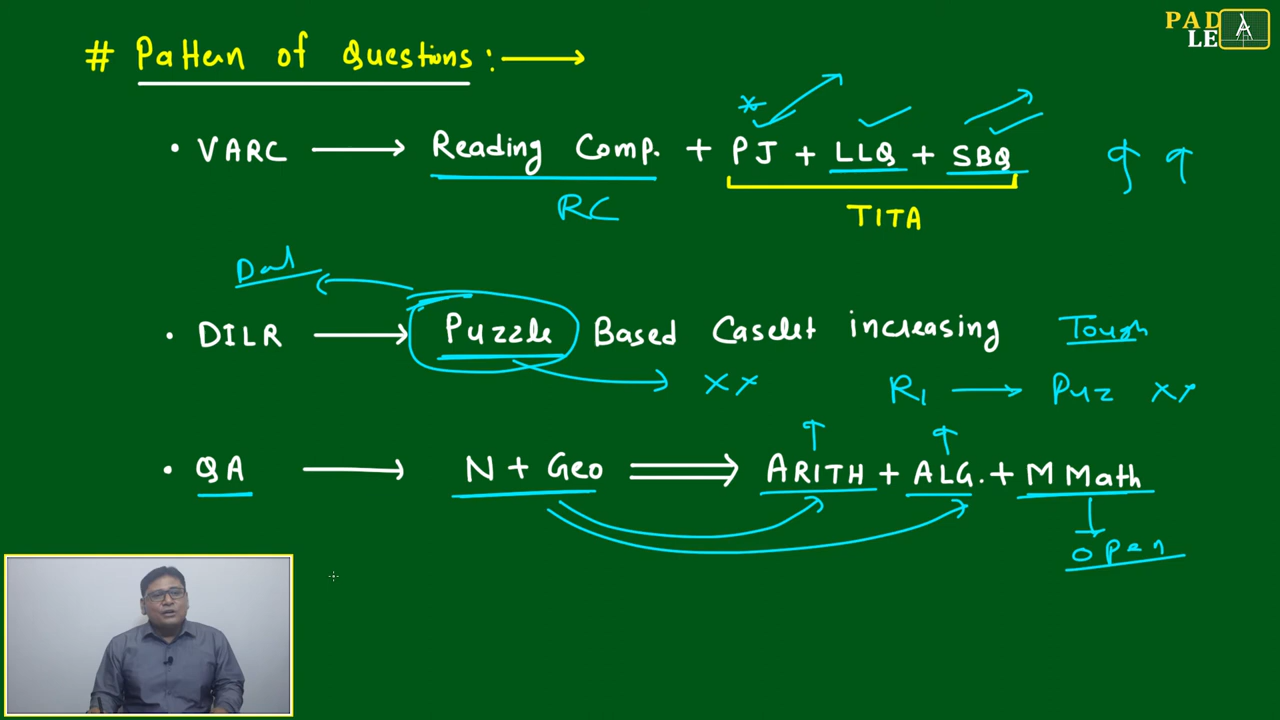 PAD
LE
# Pattern of Questions :
VARC → Reading Comp. + PJ + LLQ + SBQ
RC
TITA
DILR → Puzzle Based Caselet increasing Tough
XX R1 → Puz XX
QA → N + Geo ⇒ ARITH + ALG. + M Math
open